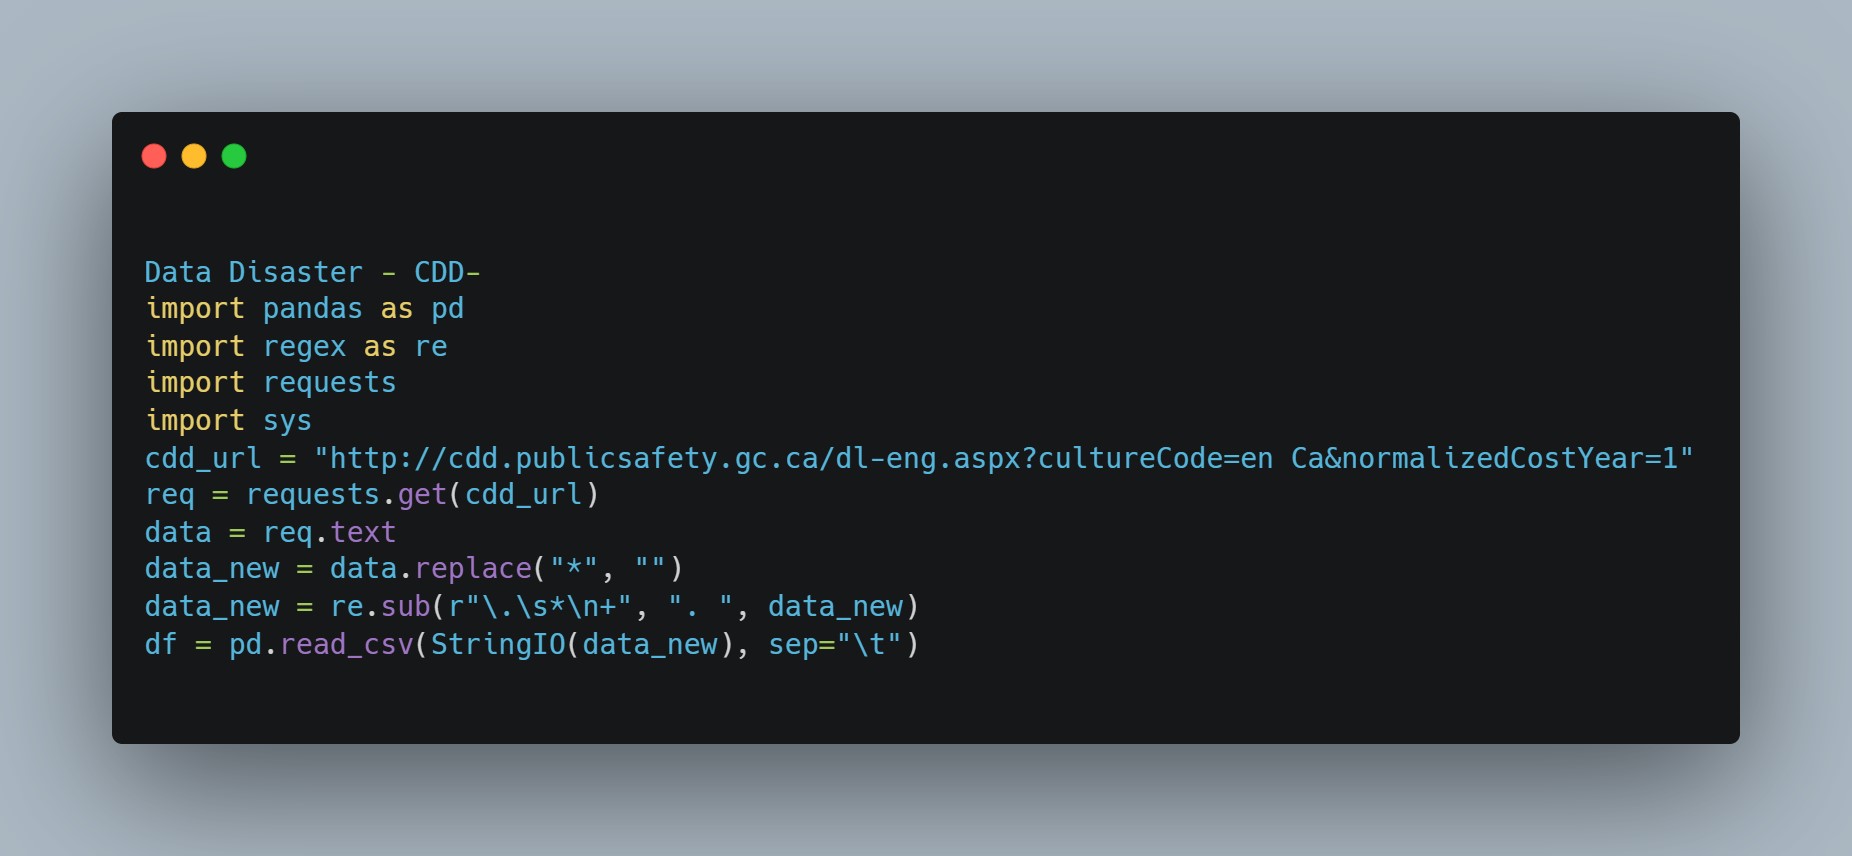 Data Disaster - CDD-
import pandas as pd
import regex as re
import requests
import sys
cdd_url = "http://cdd.publicsafety.gc.ca/dl-eng.aspx?cultureCode=en Ca&normalizedCostYear=1"
req = requests.get(cdd_url)
data = req.text
data_new = data.replace("*", "")
data_new = re.sub(r"\.\s*\n+", ". ", data_new)
df = pd.read_csv(StringIO(data_new), sep="\t")